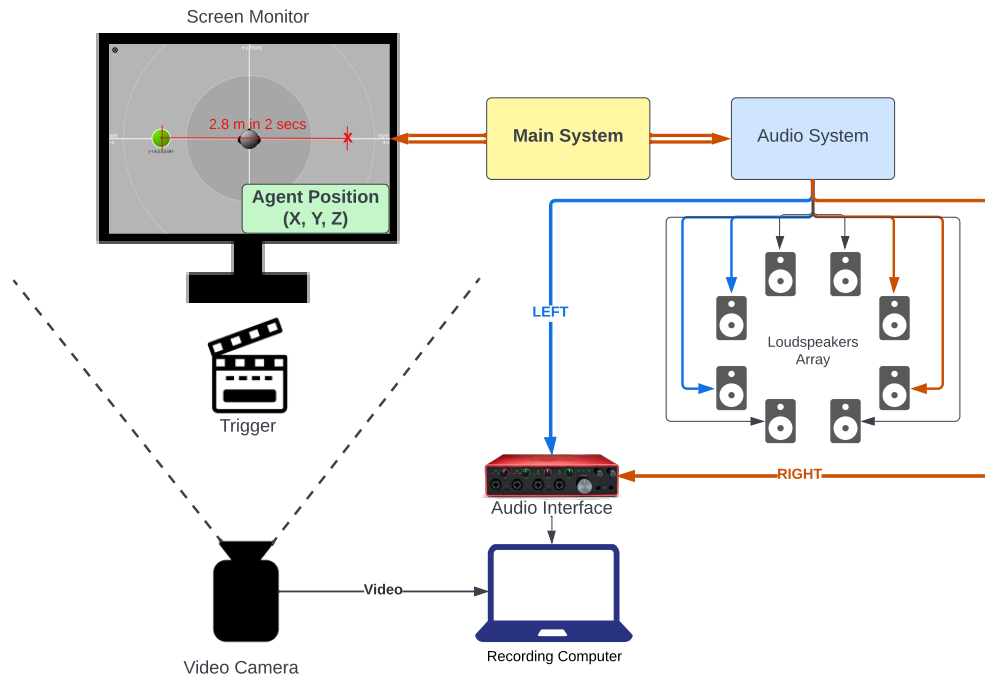 Screen Monitor
2.8 m in 2 secs
Agent Position
(X, Y, Z)
Main System
Audio System
LEFT
Loudspeakers
Array
Trigger
RIGHT
Audio Interface
Video
Recording Computer
Video Camera